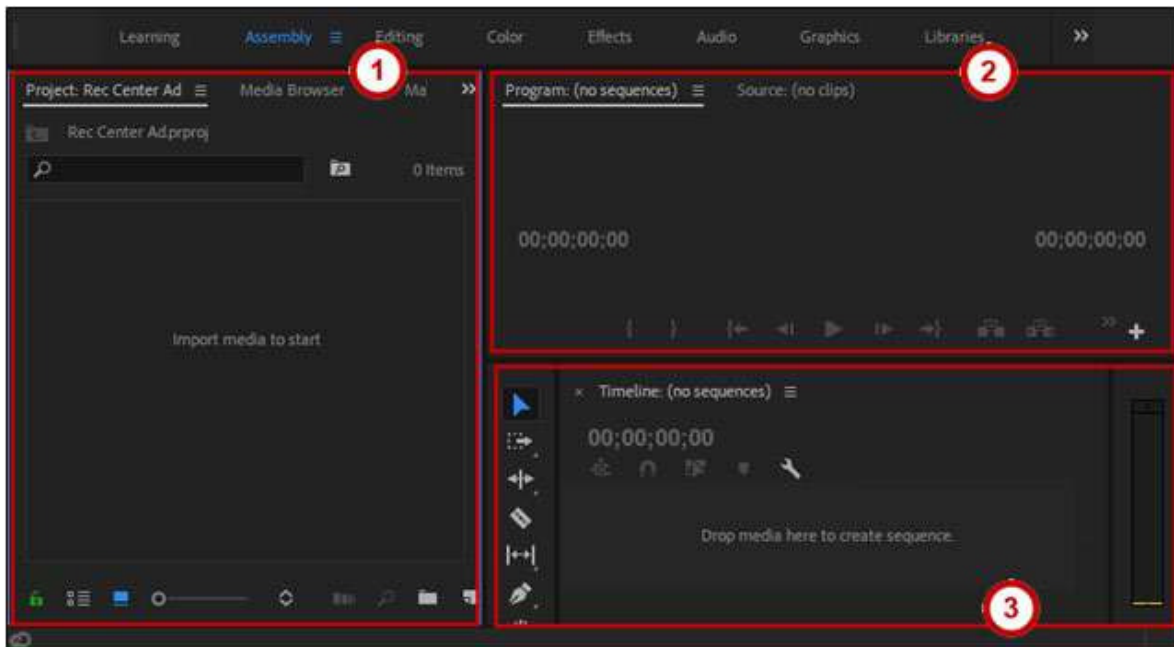 Learning Assembly Editing Color Effects Audio Graphics Libraries
1
2
Project: Rec Center Ad Media Browser Ma
Rec Center Ad.prproj
0 Items
Import media to start
Program: (no sequences) Source: (no clips)
00;00;00;00 00;00;00;00
Timeline: (no sequences)
00;00;00;00
Drop media here to create sequence.
3